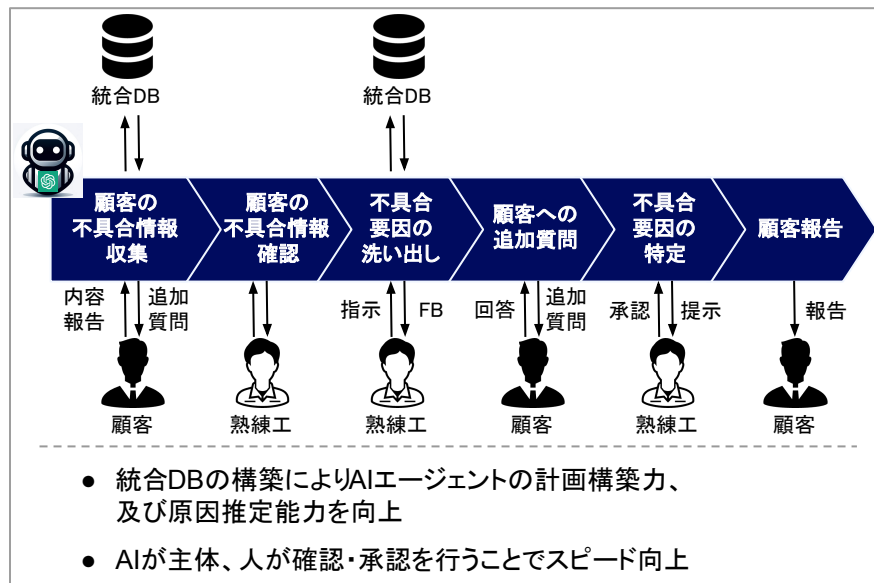 統合DB
統合DB
顧客の
不具合情報
収集
顧客の
不具合情報
確認
不具合
要因の
洗い出し
顧客への
追加質問
不具合
要因の
特定
顧客報告
内容
報告
追加
質問
指示
FB
回答
追加
質問
承認
提示
報告
顧客
熟練工
熟練工
顧客
熟練工
顧客
● 統合DBの構築によりAIエージェントの計画構築力、
及び原因推定能力を向上
● AIが主体、人が確認・承認を行うことでスピード向上